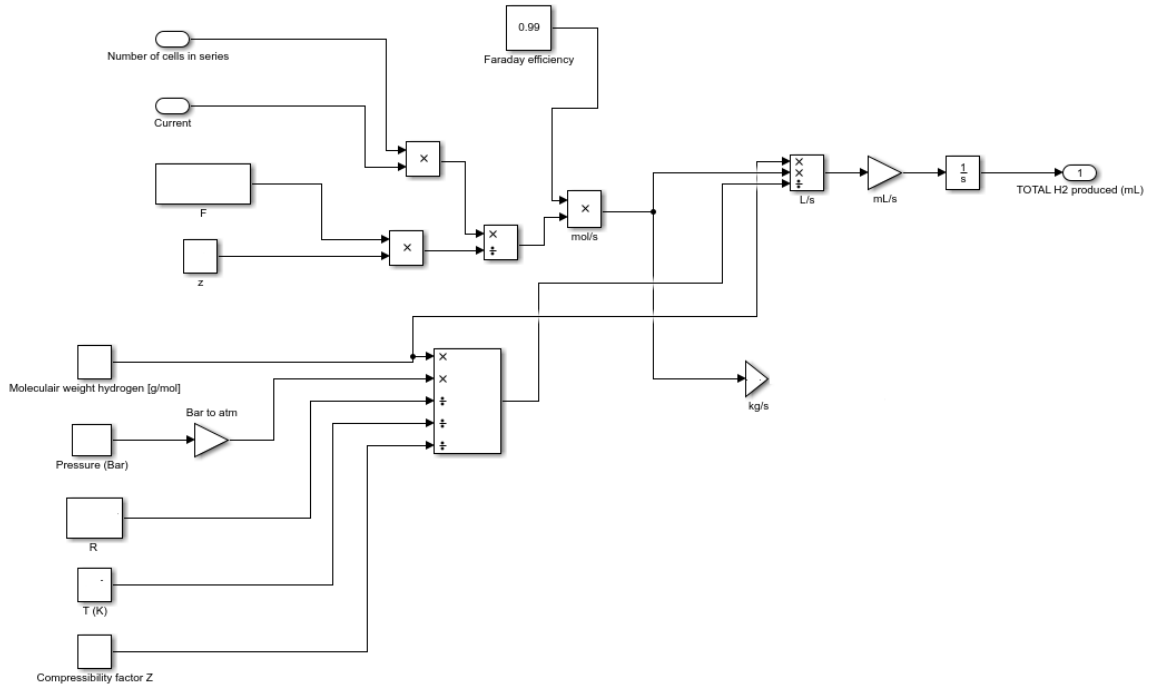 0.99
Number of cells in series
Faraday efficiency
Current
×
F
×
÷
×
z
×
mol/s
×
×
÷
L/s
mL/s
1
s
1
TOTAL H2 produced (mL)
Moleculair weight hydrogen [g/mol]
×
×
÷
÷
÷
Bar to atm
Pressure (Bar)
kg/s
R
-
T (K)
Compressibility factor Z